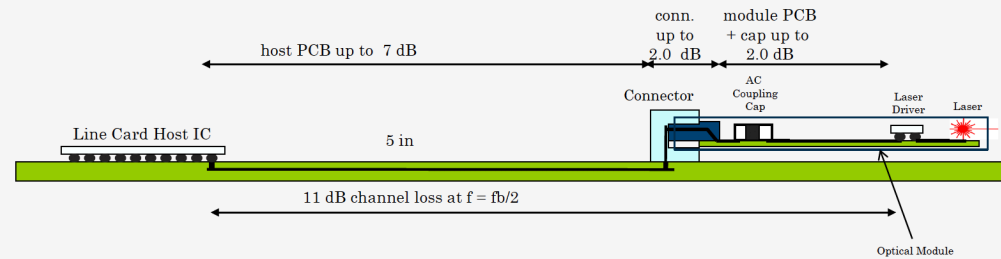 conn.
up to
2.0 dB
module PCB
+ cap up to
2.0 dB
host PCB up to 7 dB
AC
Coupling
Cap
Connector
Laser
Driver
Laser
Line Card Host IC
5 in
11 dB channel loss at f = fb/2
Optical Module